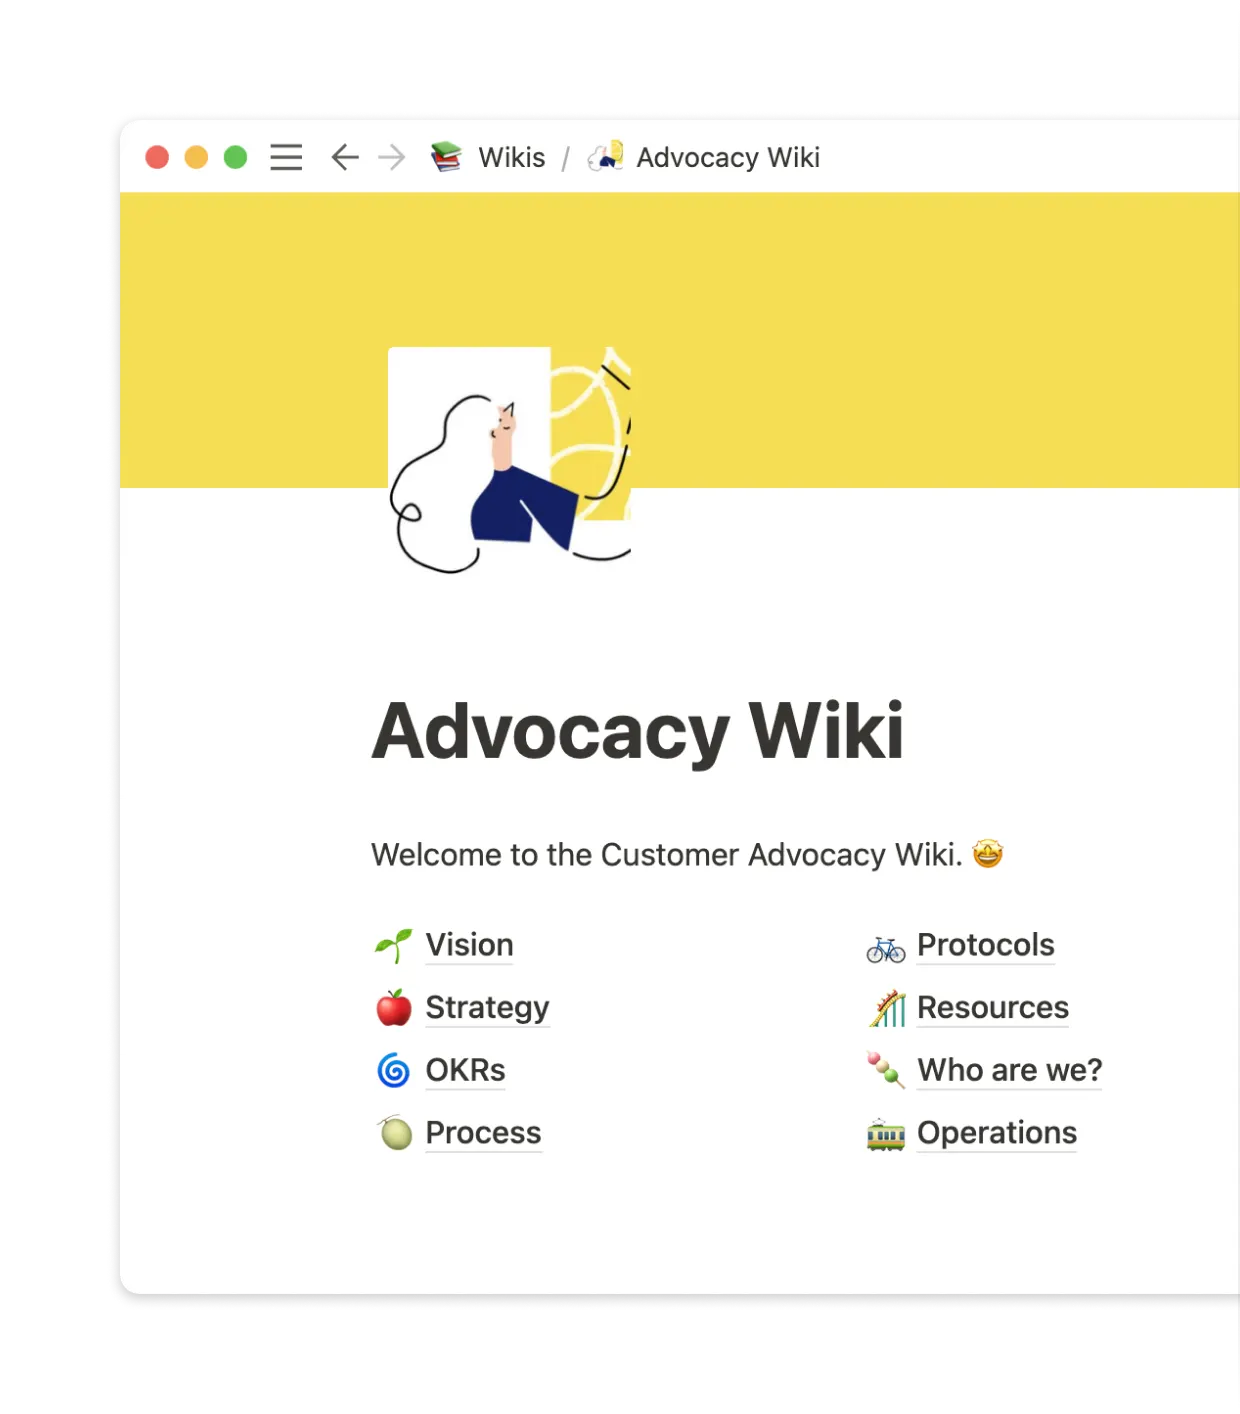 Wikis / Advocacy Wiki
Advocacy Wiki
Welcome to the Customer Advocacy Wiki. 🤩
Vision
Strategy
OKRs
Process
Protocols
Resources
Who are we?
Operations